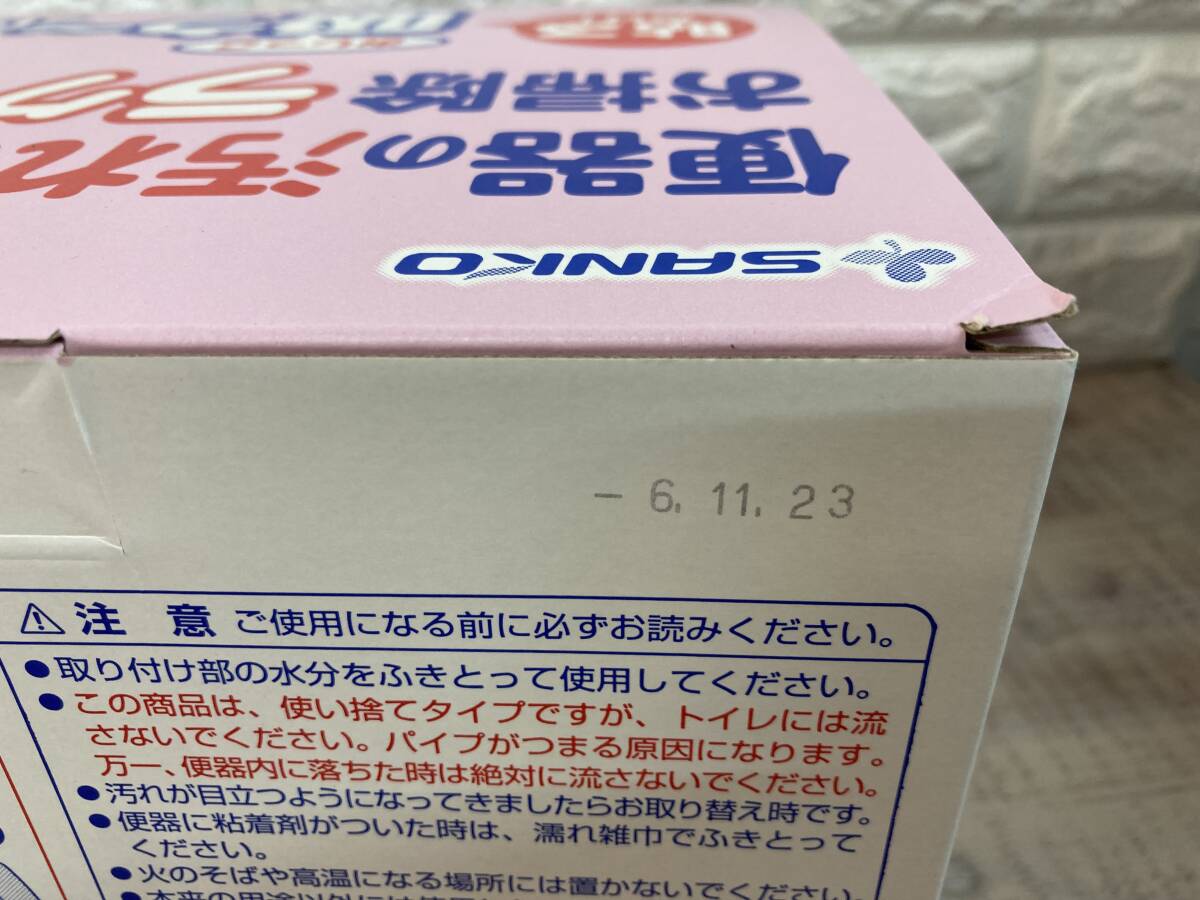 便器の汚れ
お掃除ラク
SANKO
- 6. 11. 23
⚠注 意 ご使用になる前に必ずお読みください。
●取り付け部の水分をふきとって使用してください。
●この商品は、使い捨てタイプですが、トイレには流
さないでください。パイプがつまる原因になります。
万一、便器内に落ちた時は絶対に流さないでください。
●汚れが目立つようになってきましたらお取り替え時です。
●便器に粘着剤がついた時は、濡れ雑巾でふきとって
ください。
●火のそばや高温になる場所には置かないでください。